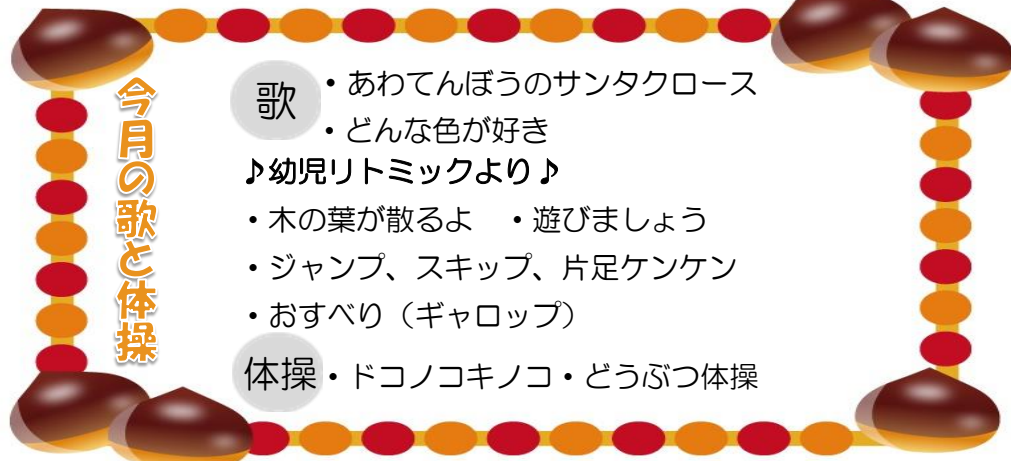 今月の歌と体操
歌 ・あわてんぼうのサンタクロース
・どんな色が好き
♪幼児リトミックより♪
・木の葉が散るよ ・遊びましょう
・ジャンプ、スキップ、片足ケンケン
・おすべり（ギャロップ）
体操・ドコノコキノコ・どうぶつ体操